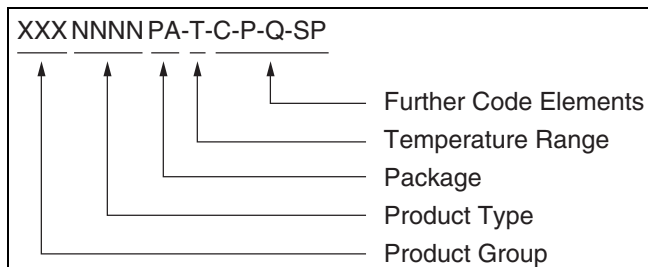 XXX NNNN PA-T-C-P-Q-SP
Further Code Elements
Temperature Range
Package
Product Type
Product Group